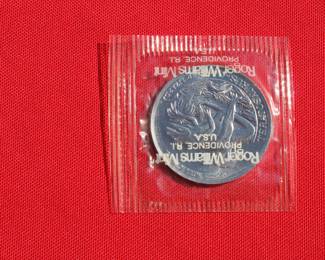 Roger Williams Mint
PROVIDENCE, R.I.
U.S.A.
Roger Williams Mint
PROVIDENCE, R.I.
U.S.A.